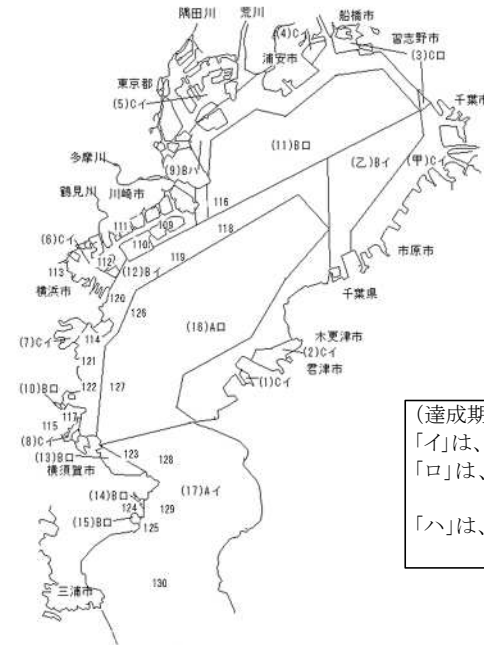 隅田川
荒川
船橋市
(4)Cイ
習志野市
浦安市
(3)Cロ
東京都
千葉市
(5)Cイ
(11)Bロ
多摩川
(乙)Bイ
(甲)Cイ
(9)Bハ
鶴見川
川崎市
116
111
109
118
(6)Cイ
110
市原市
112
119
113
(12)Bイ
横浜市
千葉県
120
126
(16)Aロ
114
木更津市
(7)Cイ
(2)Cイ
121
君津市
(10)Bロ
122
127
(1)Cイ
117
115
(達成期
「イ」は、
(8)Cイ
「ロ」は、
(13)Bロ
123
128
横須賀市
(14)Bロ
(17)Aイ
「ハ」は、
124
129
(15)Bロ
125
130
三浦市